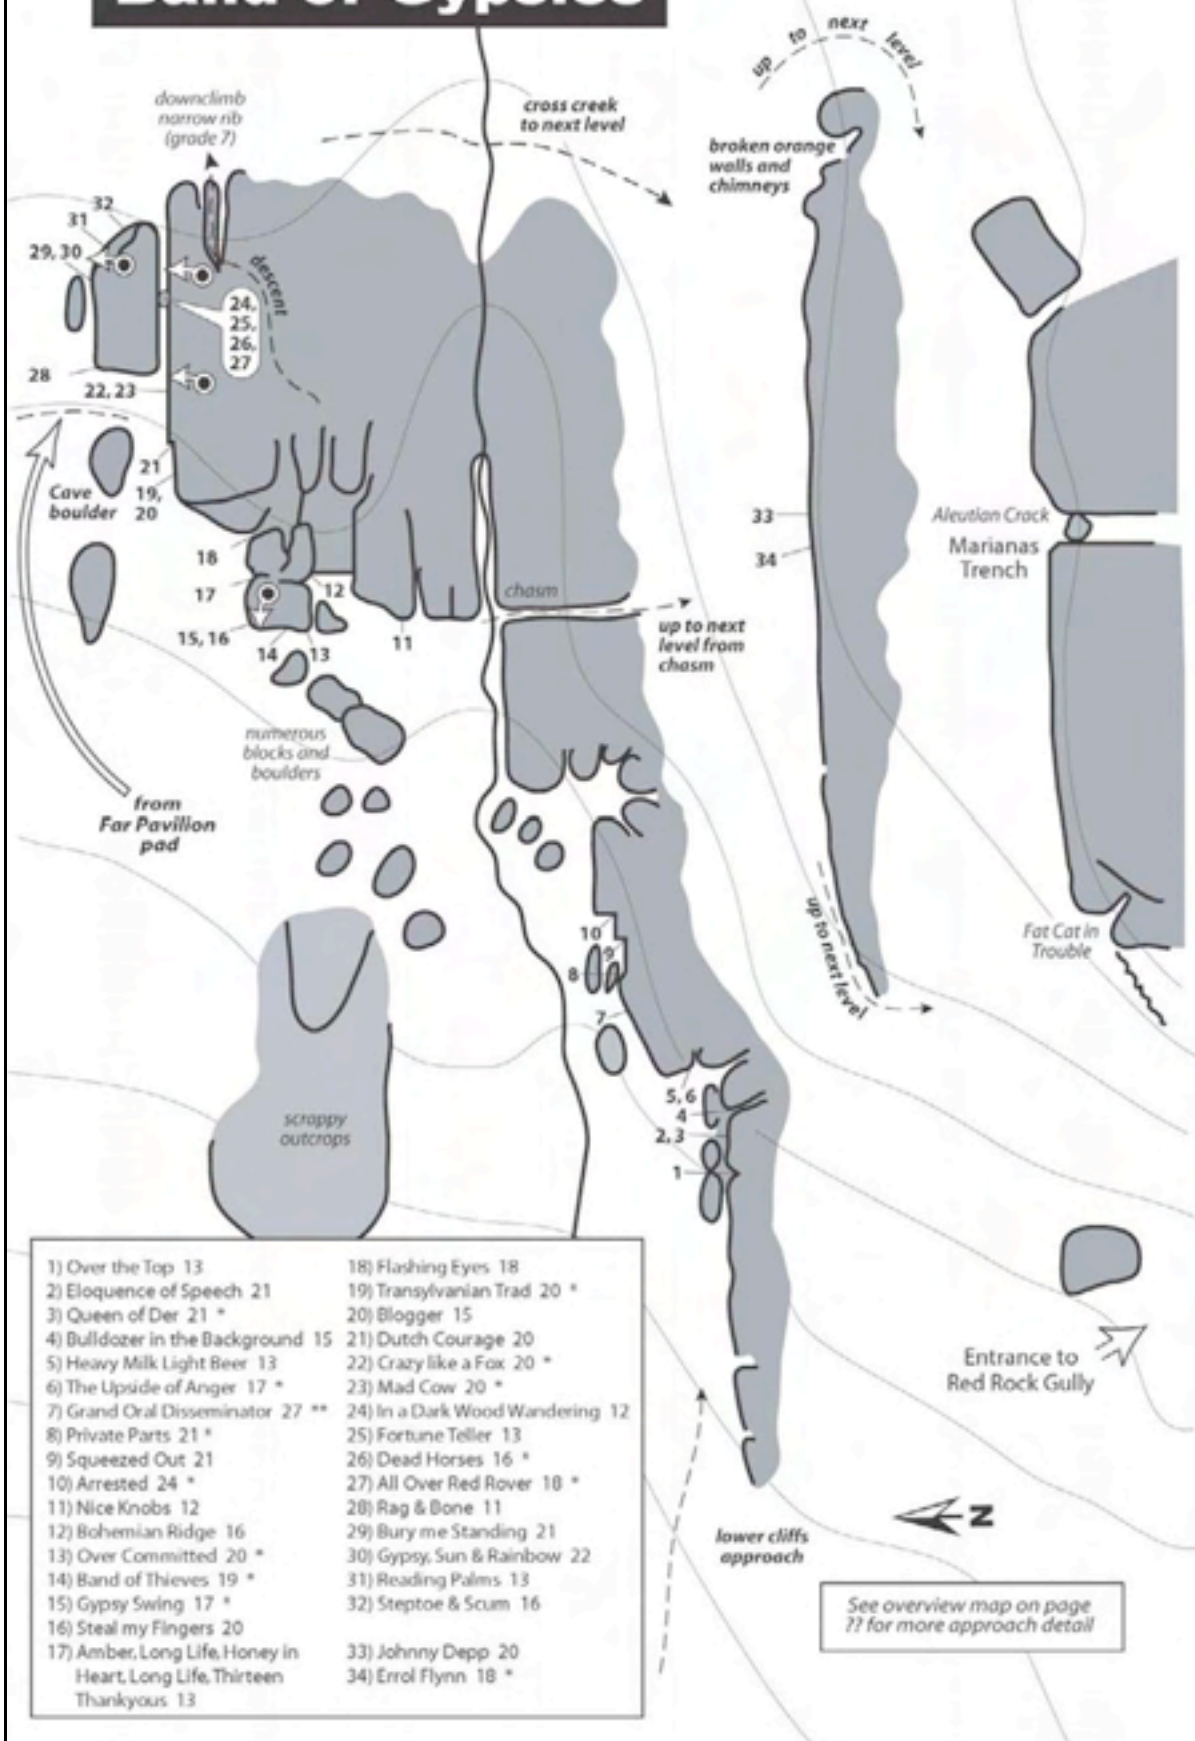 Band of Gypsies
up to next level
downclimb
narrow rib
(grade 7)
cross creek
to next level
broken orange
walls and
chimneys
32
31
29, 30
descent
24,
25,
26,
27
28
22, 23
21
Cave
boulder
19,
20
18
17
12
15, 16
14
13
11
chasm
up to next
level from
chasm
33
34
Aleutian Crack
Marianas
Trench
numerous
blocks and
boulders
from
Far Pavilion
pad
10
9
8
7
up to next level
Fat Cat in
Trouble
5, 6
4
2, 3
1
scrappy
outcrops
Entrance to
Red Rock Gully
N
lower cliffs
approach
See overview map on page
?? for more approach detail
1) Over the Top 13
2) Eloquence of Speech 21
3) Queen of Der 21 *
4) Bulldozer in the Background 15
5) Heavy Milk Light Beer 13
6) The Upside of Anger 17 *
7) Grand Oral Disseminator 27 **
8) Private Parts 21 *
9) Squeezed Out 21
10) Arrested 24 *
11) Nice Knobs 12
12) Bohemian Ridge 16
13) Over Committed 20 *
14) Band of Thieves 19 *
15) Gypsy Swing 17 *
16) Steal my Fingers 20
17) Amber, Long Life, Honey in
Heart, Long Life, Thirteen
Thankyous 13
18) Flashing Eyes 18
19) Transylvanian Trad 20 *
20) Blogger 15
21) Dutch Courage 20
22) Crazy like a Fox 20 *
23) Mad Cow 20 *
24) In a Dark Wood Wandering 12
25) Fortune Teller 13
26) Dead Horses 16 *
27) All Over Red Rover 18 *
28) Rag & Bone 11
29) Bury me Standing 21
30) Gypsy, Sun & Rainbow 22
31) Reading Palms 13
32) Steptoe & Scum 16
33) Johnny Depp 20
34) Errol Flynn 18 *